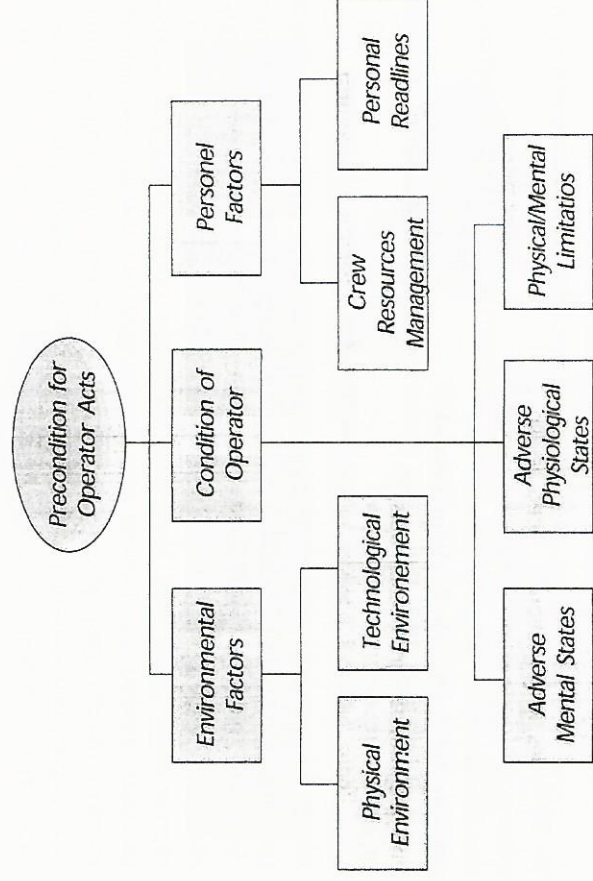 Precondition for
Operator Acts
Environmental
Factors
Condition of
Operator
Personel
Factors
Physical
Environment
Technological
Environement
Crew
Resources
Management
Personal
Readlines
Adverse
Mental States
Adverse
Physiological
States
Physical/Mental
Limitatios